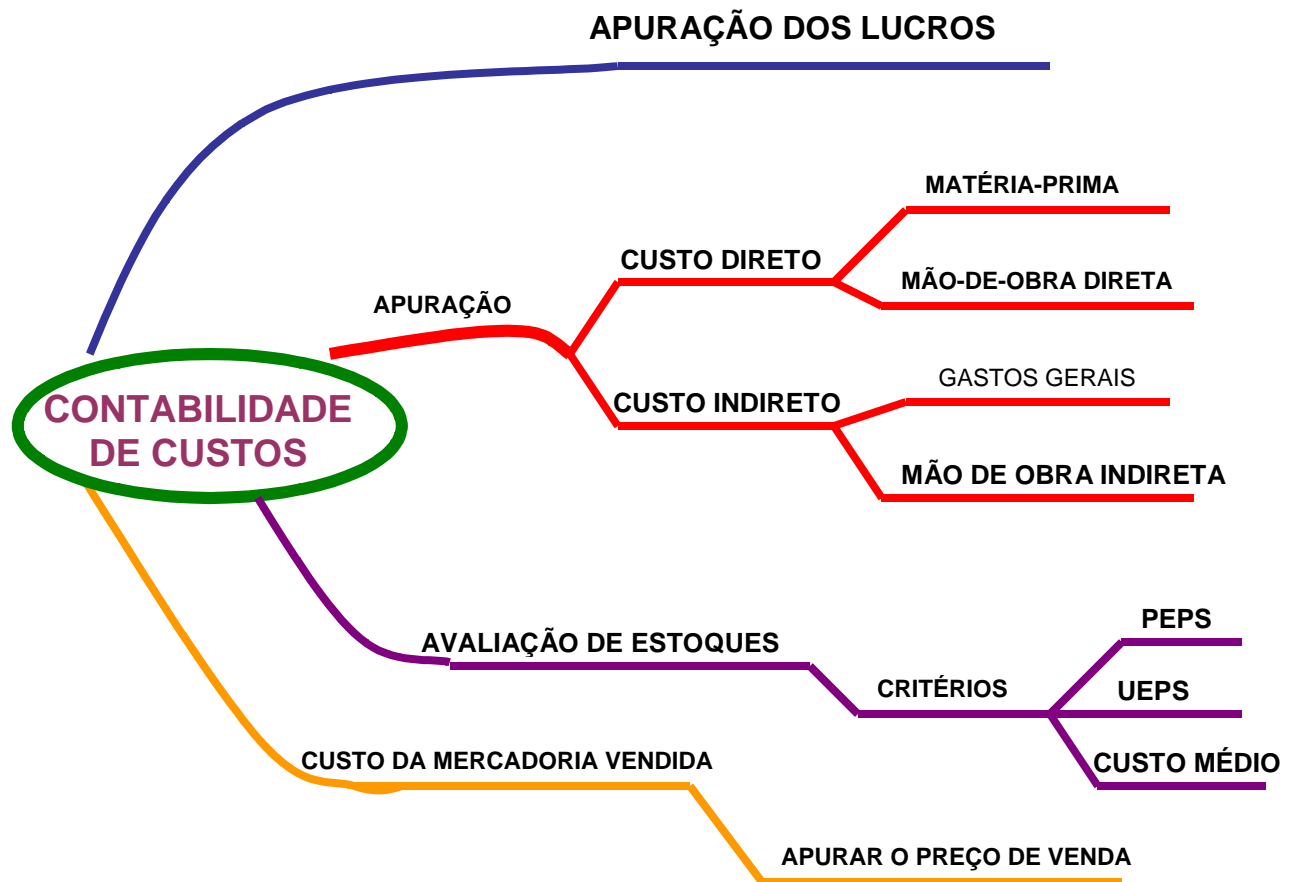 APURAÇÃO DOS LUCROS
MATÉRIA-PRIMA
CUSTO DIRETO
MÃO-DE-OBRA DIRETA
APURAÇÃO
GASTOS GERAIS
CUSTO INDIRETO
MÃO DE OBRA INDIRETA
CONTABILIDADE
DE CUSTOS
PEPS
AVALIAÇÃO DE ESTOQUES
CRITÉRIOS
UEPS
CUSTO MÉDIO
CUSTO DA MERCADORIA VENDIDA
APURAR O PREÇO DE VENDA